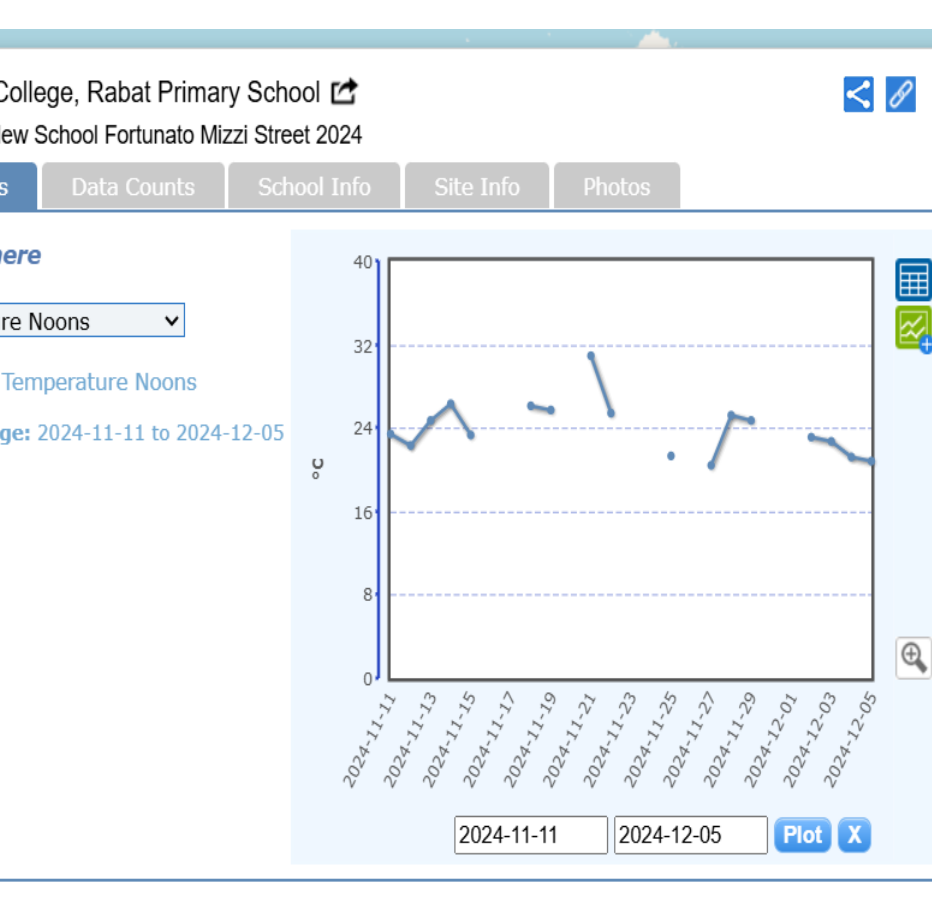 College, Rabat Primary School
New School Fortunato Mizzi Street 2024
s Data Counts School Info Site Info Photos
here
re Noons
Temperature Noons
ge: 2024-11-11 to 2024-12-05
40
32
24
16
8
0
°C
2024-11-11
2024-11-13
2024-11-15
2024-11-17
2024-11-19
2024-11-21
2024-11-23
2024-11-25
2024-11-27
2024-11-29
2024-12-01
2024-12-03
2024-12-05
2024-11-11 2024-12-05 Plot X